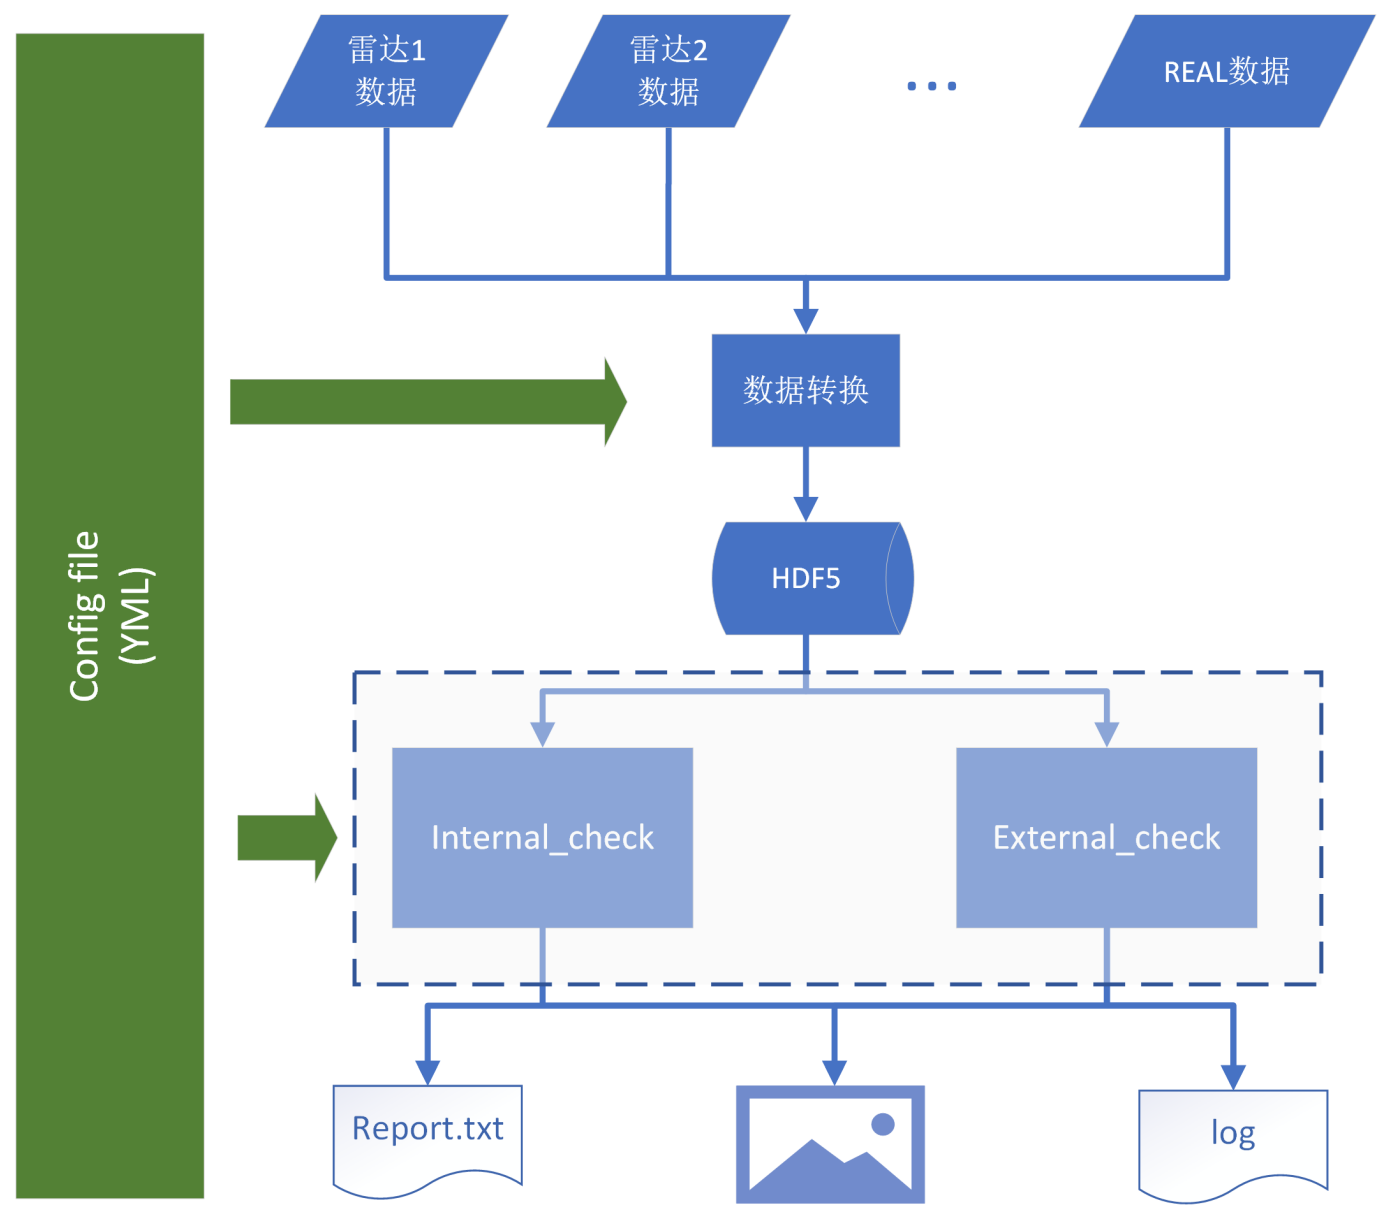 雷达1
数据
雷达2
数据
...
REAL数据
数据转换
HDF5
Config file
(YML)
Internal_check
External_check
Report.txt
log